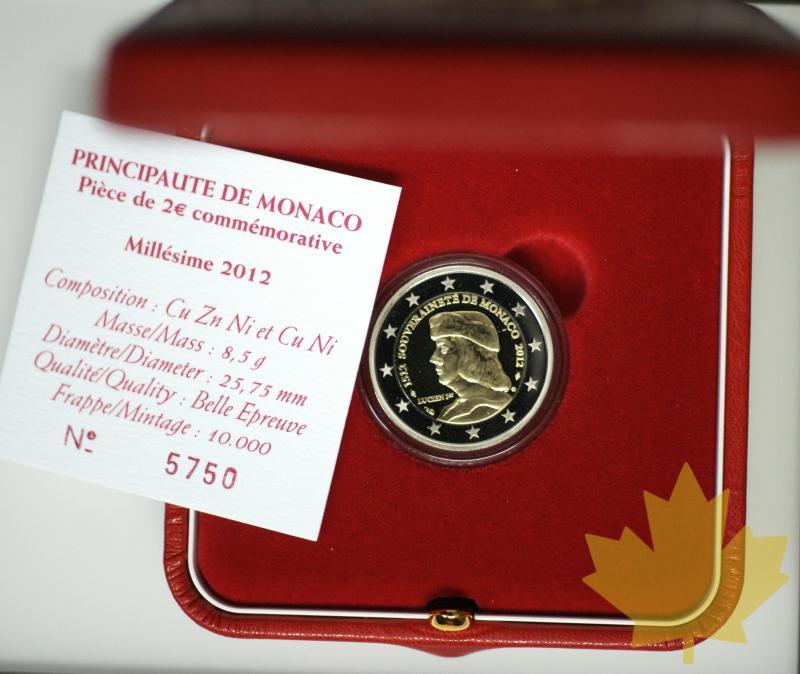 PRINCIPAUTE DE MONACO
Pièce de 2€ commémorative
Millésime 2012
Composition : Cu Zn Ni et Cu Ni
Masse/Mass : 8,5 g
Diamètre/Diameter : 25,75 mm
Qualité/Quality : Belle Epreuve
Frappe/Mintage : 10.000
Nº 5750
1512 SOUVERAINETÉ DE MONACO 2012
LUCIEN Iᵉʳ